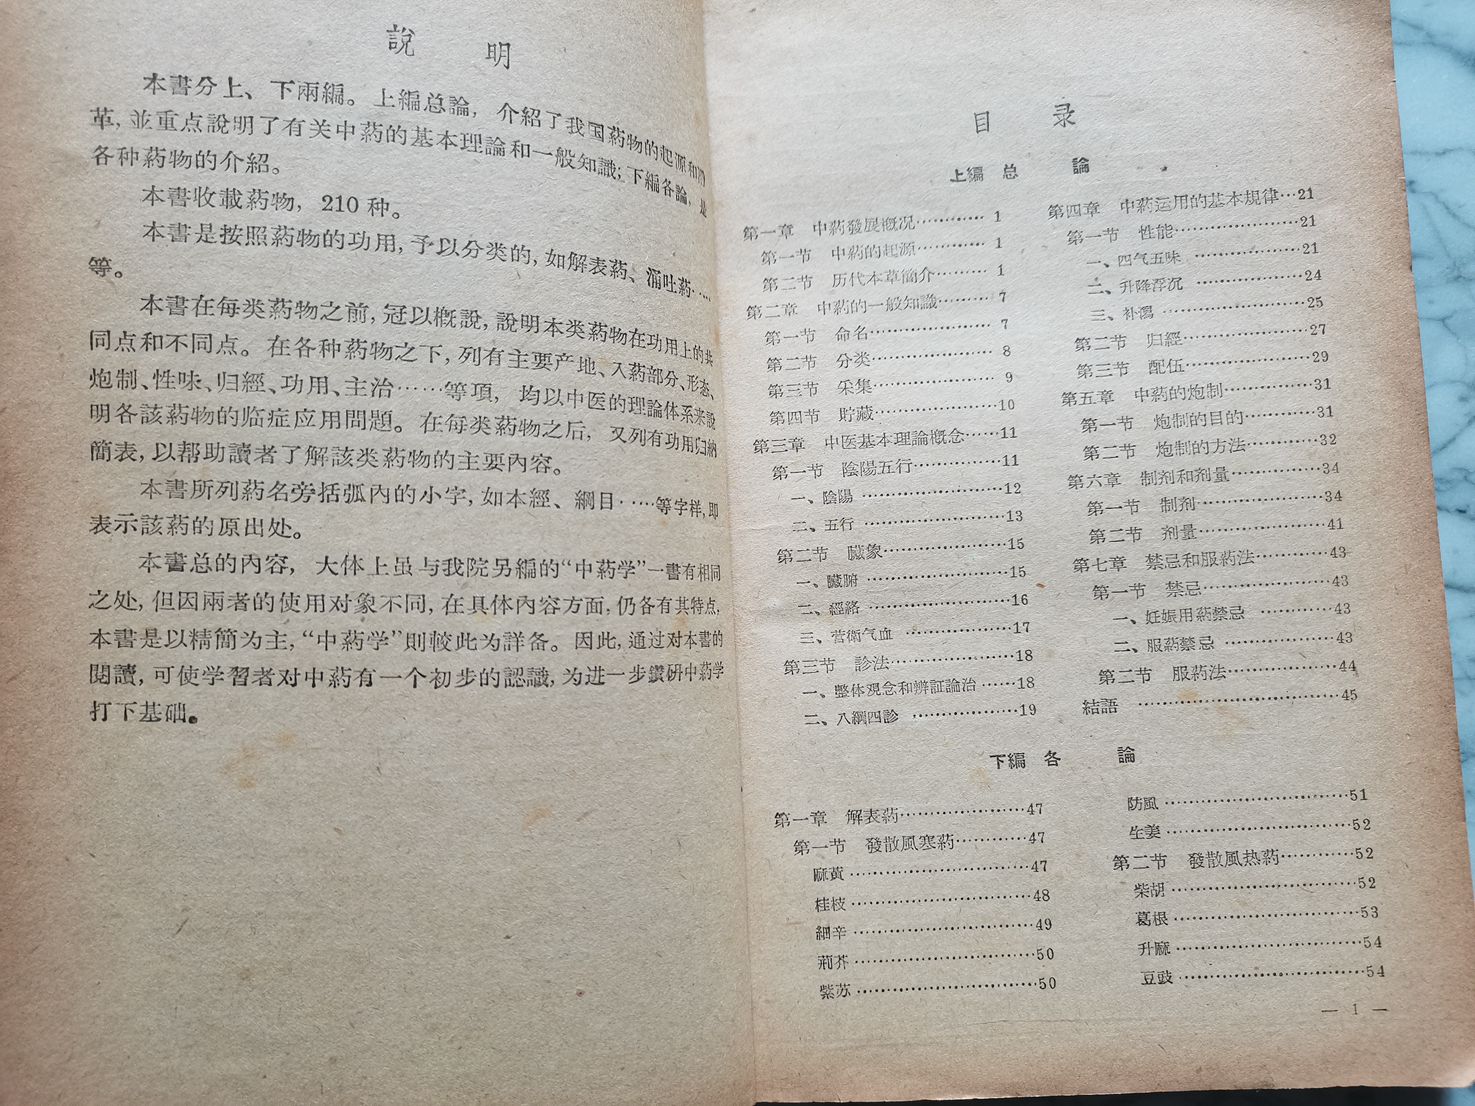 說 明
本書分上、下兩編。上編总論，介紹了我国葯物的起源和沿
革，並重点說明了有关中葯的基本理論和一般知識；下編各論，是
各种葯物的介紹。
本書收載葯物，210 种。
本書是按照葯物的功用，予以分类的，如解表葯、涌吐葯……
等。
本書在每类葯物之前，冠以槪說，說明本类葯物在功用上的共
同点和不同点。在各种葯物之下，列有主要产地、入葯部分、形态、
炮制、性味、归經、功用、主治……等項，均以中医的理論体系来說
明各該葯物的临症应用問題。在每类葯物之后，又列有功用归納
簡表，以帮助讀者了解該类葯物的主要內容。
本書所列葯名旁括弧內的小字，如本經、綱目……等字样，即
表示該葯的原出处。
本書总的內容，大体上虽与我院另編的“中葯学”一書有相同
之处，但因兩者的使用对象不同，在具体內容方面，仍各有其特点，
本書是以精簡为主，“中葯学”則較此为詳备。因此，通过对本書的
閱讀，可使学習者对中葯有一个初步的認識，为进一步鑽研中葯学
打下基础。
目 录
上編 总 論
第一章 中葯發展槪况…………1
第一节 中葯的起源…………1
第二节 历代本草簡介………1
第二章 中葯的一般知識………7
第一节 命名…………………7
第二节 分类…………………8
第三节 采集…………………9
第四节 貯藏…………………10
第三章 中医基本理論槪念……11
第一节 陰陽五行……………11
一、陰陽……………………12
二、五行……………………13
第二节 臟象…………………15
一、臟腑……………………15
二、經絡……………………16
三、营衛气血………………17
第三节 診法…………………18
一、整体观念和辨証論治……18
二、八綱四診………………19
第四章 中葯运用的基本規律…21
第一节 性能…………………21
一、四气五味………………21
二、升降浮沉………………24
三、补瀉……………………25
第二节 归經…………………27
第三节 配伍…………………29
第五章 中葯的炮制……………31
第一节 炮制的目的…………31
第二节 炮制的方法…………32
第六章 制剂和剂量……………34
第一节 制剂…………………34
第二节 剂量…………………41
第七章 禁忌和服葯法…………43
第一节 禁忌…………………43
一、妊娠用葯禁忌…………43
二、服葯禁忌………………43
第二节 服葯法………………44
結語…………………………45
下編 各 論
第一章 解表葯…………………47
第一节 發散風寒葯…………47
麻黃…………………………47
桂枝…………………………48
細辛…………………………49
荊芥…………………………50
紫苏…………………………50
防風…………………………51
生姜…………………………52
第二节 發散風热葯…………52
柴胡…………………………52
葛根…………………………53
升麻…………………………54
豆豉…………………………54
— 1 —